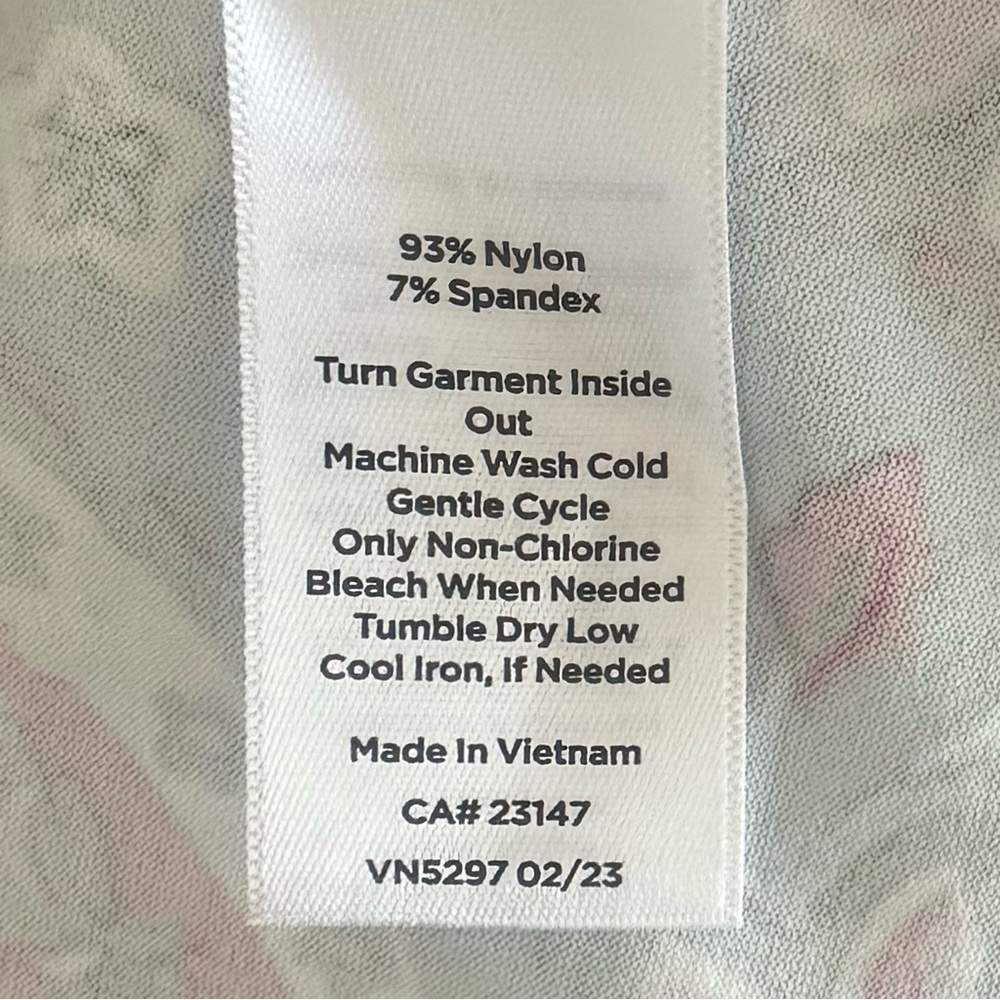 93% Nylon
7% Spandex
Turn Garment Inside
Out
Machine Wash Cold
Gentle Cycle
Only Non-Chlorine
Bleach When Needed
Tumble Dry Low
Cool Iron, If Needed
Made In Vietnam
CA# 23147
VN5297 02/23